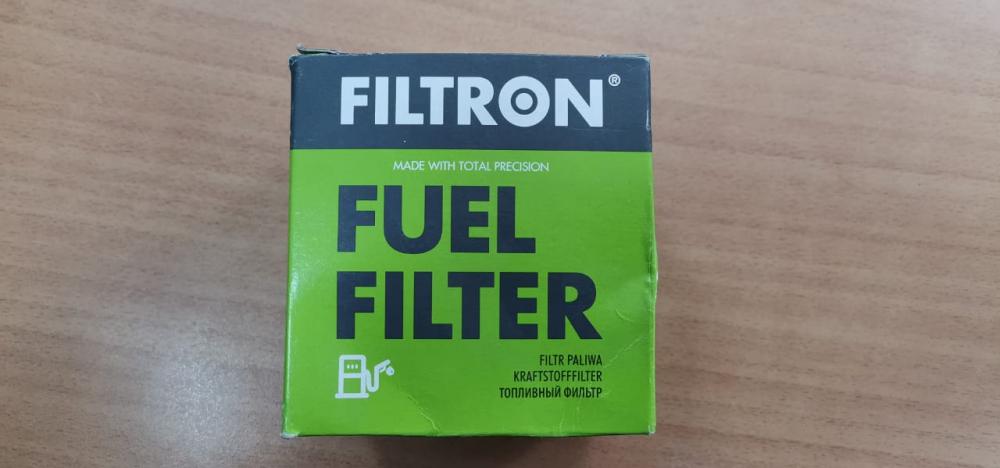 FILTRON®
MADE WITH TOTAL PRECISION
FUEL
FILTER
FILTR PALIWA
KRAFTSTOFFFILTER
ТОПЛИВНЫЙ ФИЛЬТР